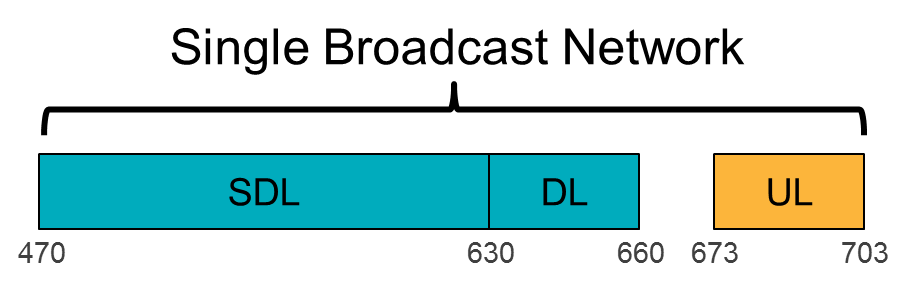 Single Broadcast Network
SDL DL UL
470 630 660 673 703